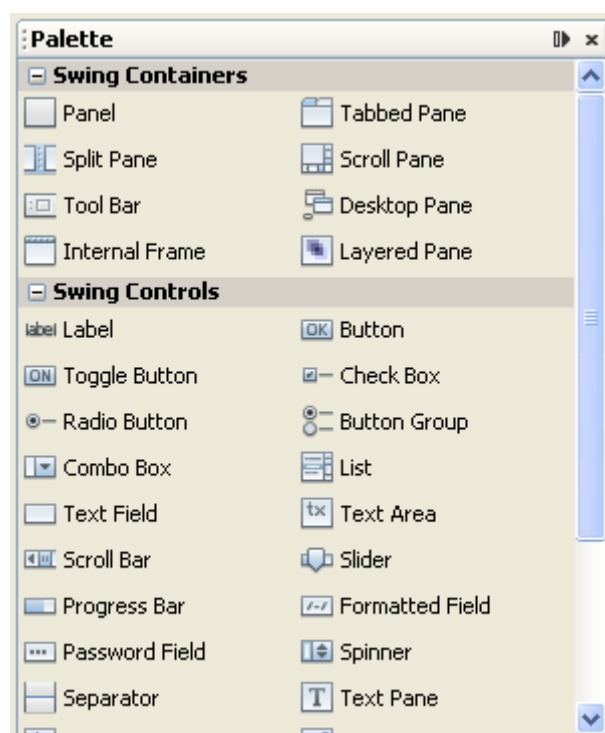 Palette
Swing Containers
Panel Tabbed Pane
Split Pane Scroll Pane
Tool Bar Desktop Pane
Internal Frame Layered Pane
Swing Controls
label Label OK Button
ON Toggle Button Check Box
Radio Button Button Group
Combo Box List
Text Field tx Text Area
Scroll Bar Slider
Progress Bar Formatted Field
Password Field Spinner
Separator T Text Pane